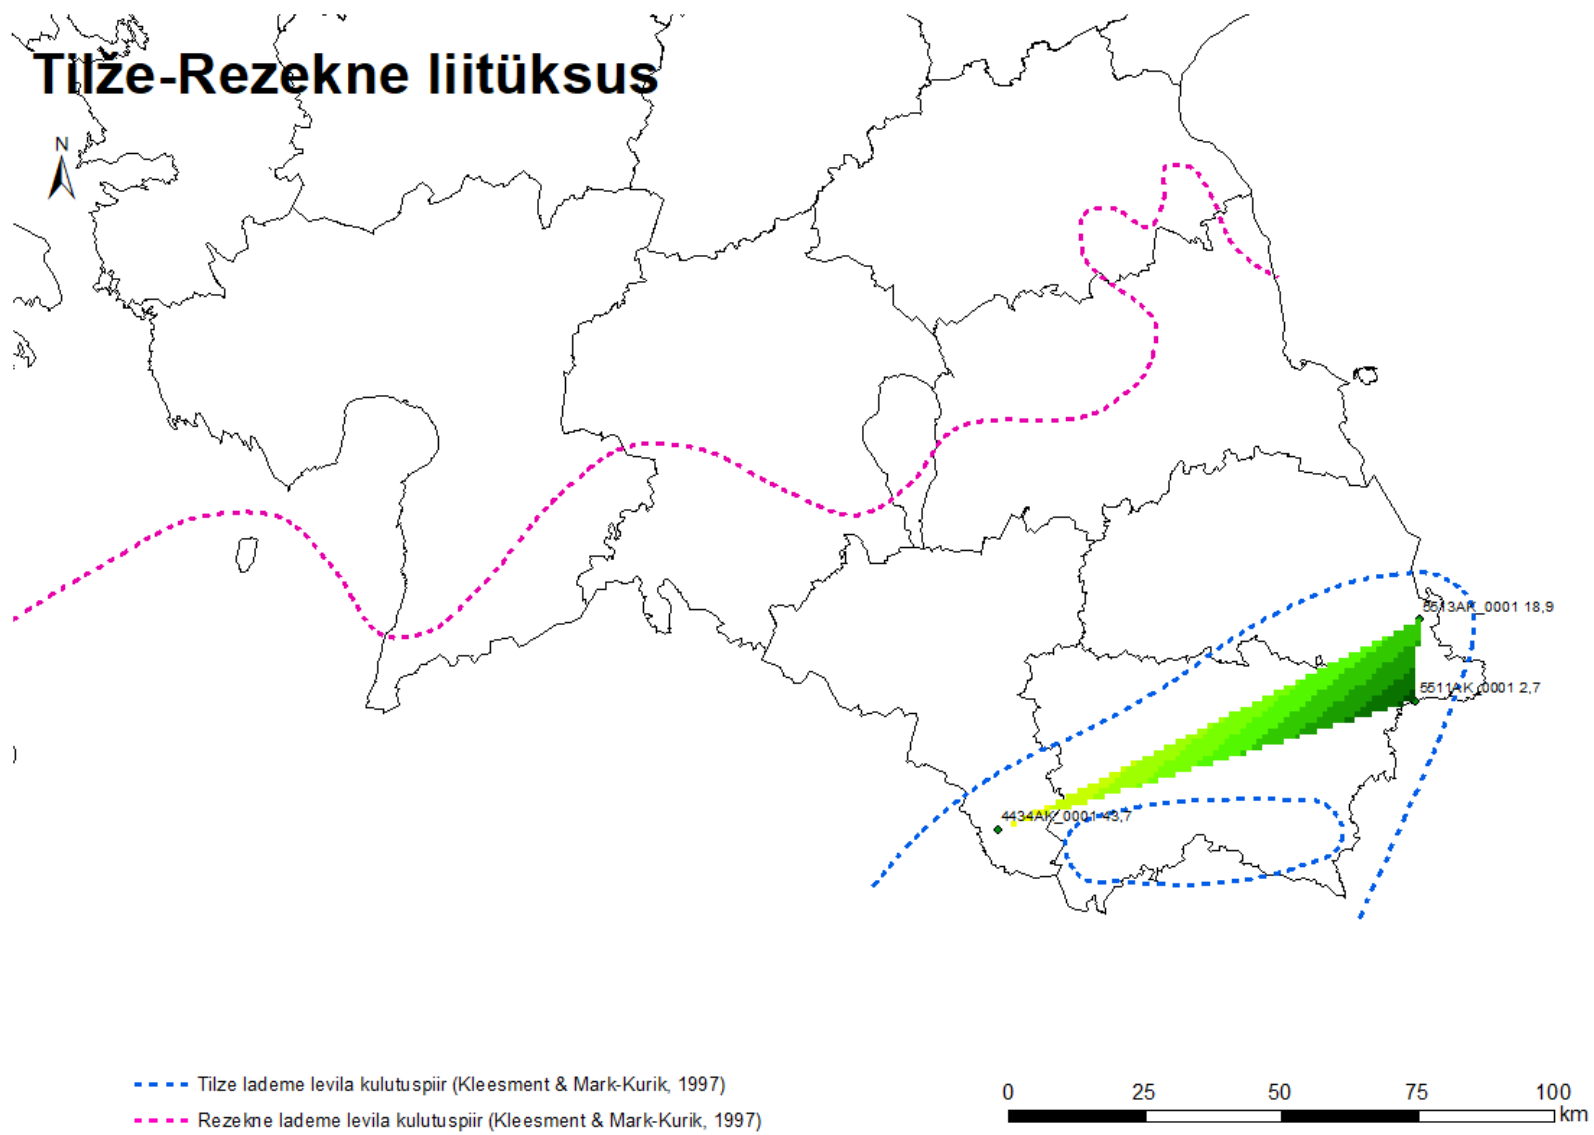 Tilže-Rezekne liitüksus
N
5513AK_0001 18,9
5511AK_0001 2,7
4434AK_0001 43,7
Tilze lademe levila kulutuspiir (Kleesment & Mark-Kurik, 1997)
Rezekne lademe levila kulutuspiir (Kleesment & Mark-Kurik, 1997)
0 25 50 75 100
km